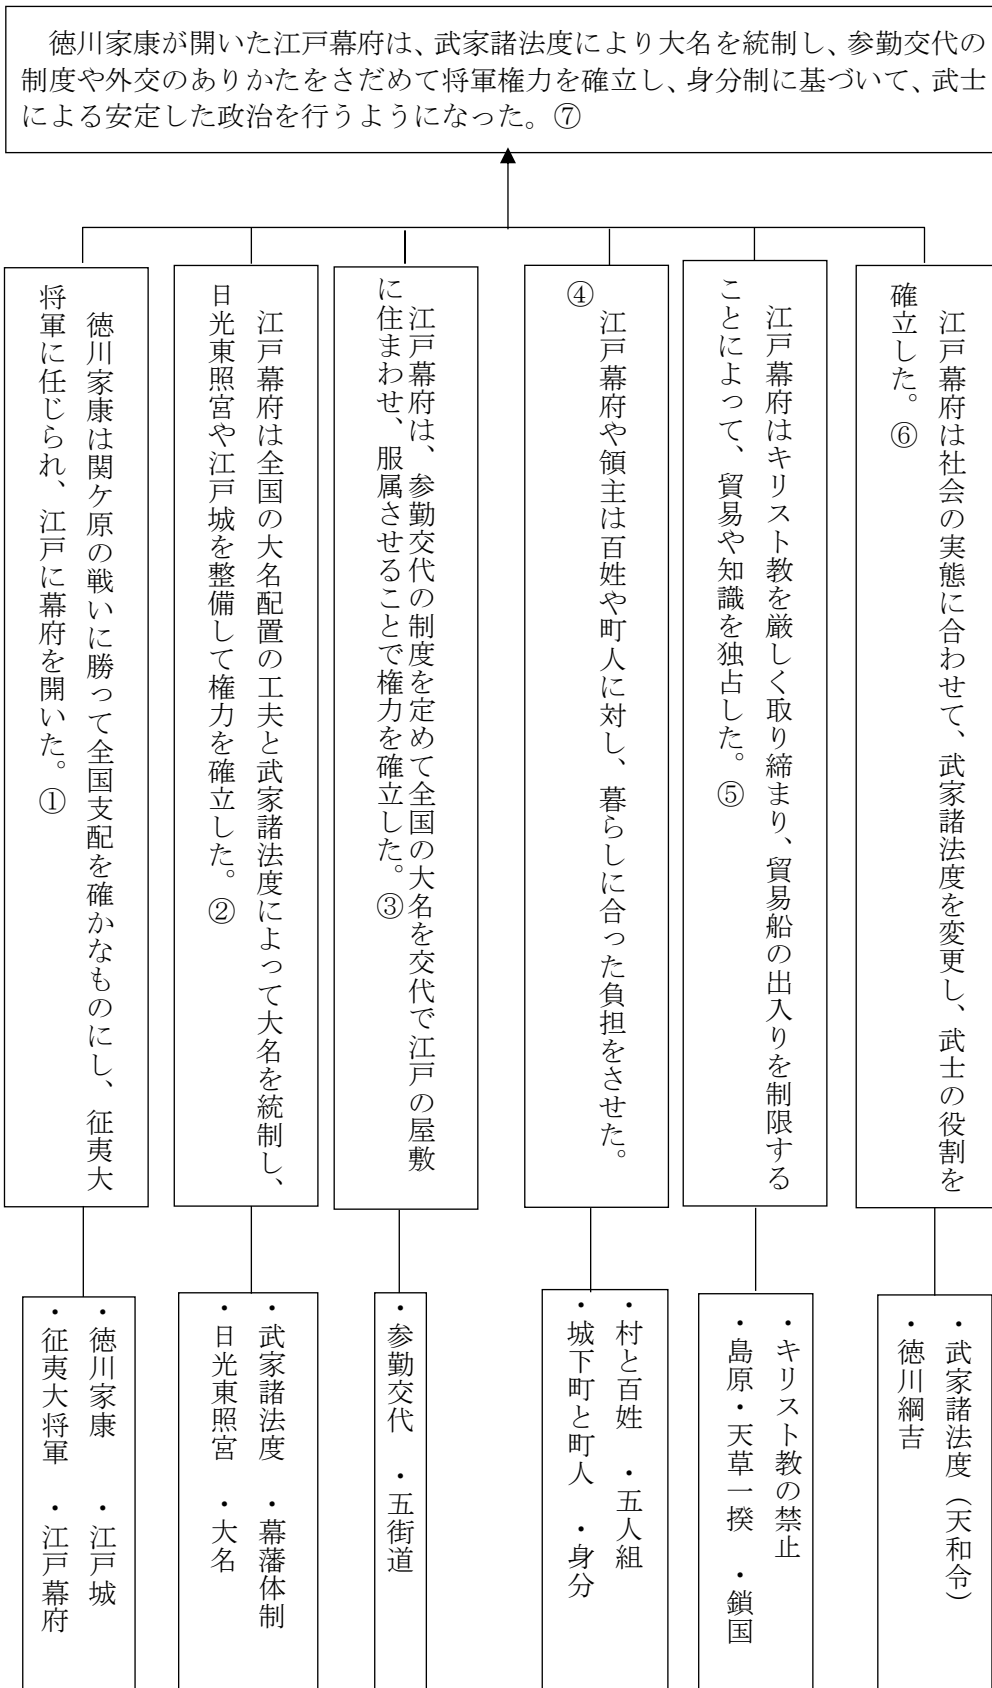 徳川家康が開いた江戸幕府は、武家諸法度により大名を統制し、参勤交代の
制度や外交のありかたをさだめて将軍権力を確立し、身分制に基づいて、武士
による安定した政治を行うようになった。⑦
徳川家康は関ケ原の戦いに勝って全国支配を確かなものにし、征夷大
将軍に任じられ、江戸に幕府を開いた。①
江戸幕府は全国の大名配置の工夫と武家諸法度によって大名を統制し、
日光東照宮や江戸城を整備して権力を確立した。②
江戸幕府は、参勤交代の制度を定めて全国の大名を交代で江戸の屋敷
に住まわせ、服属させることで権力を確立した。③
江戸幕府や領主は百姓や町人に対し、暮らしに合った負担をさせた。
④
江戸幕府はキリスト教を厳しく取り締まり、貿易船の出入りを制限する
ことによって、貿易や知識を独占した。⑤
江戸幕府は社会の実態に合わせて、武家諸法度を変更し、武士の役割を
確立した。⑥
・徳川家康 ・江戸城
・征夷大将軍 ・江戸幕府
・武家諸法度 ・幕藩体制
・日光東照宮 ・大名
・参勤交代 ・五街道
・村と百姓 ・五人組
・城下町と町人 ・身分
・キリスト教の禁止
・島原・天草一揆 ・鎖国
・武家諸法度（天和令）
・徳川綱吉